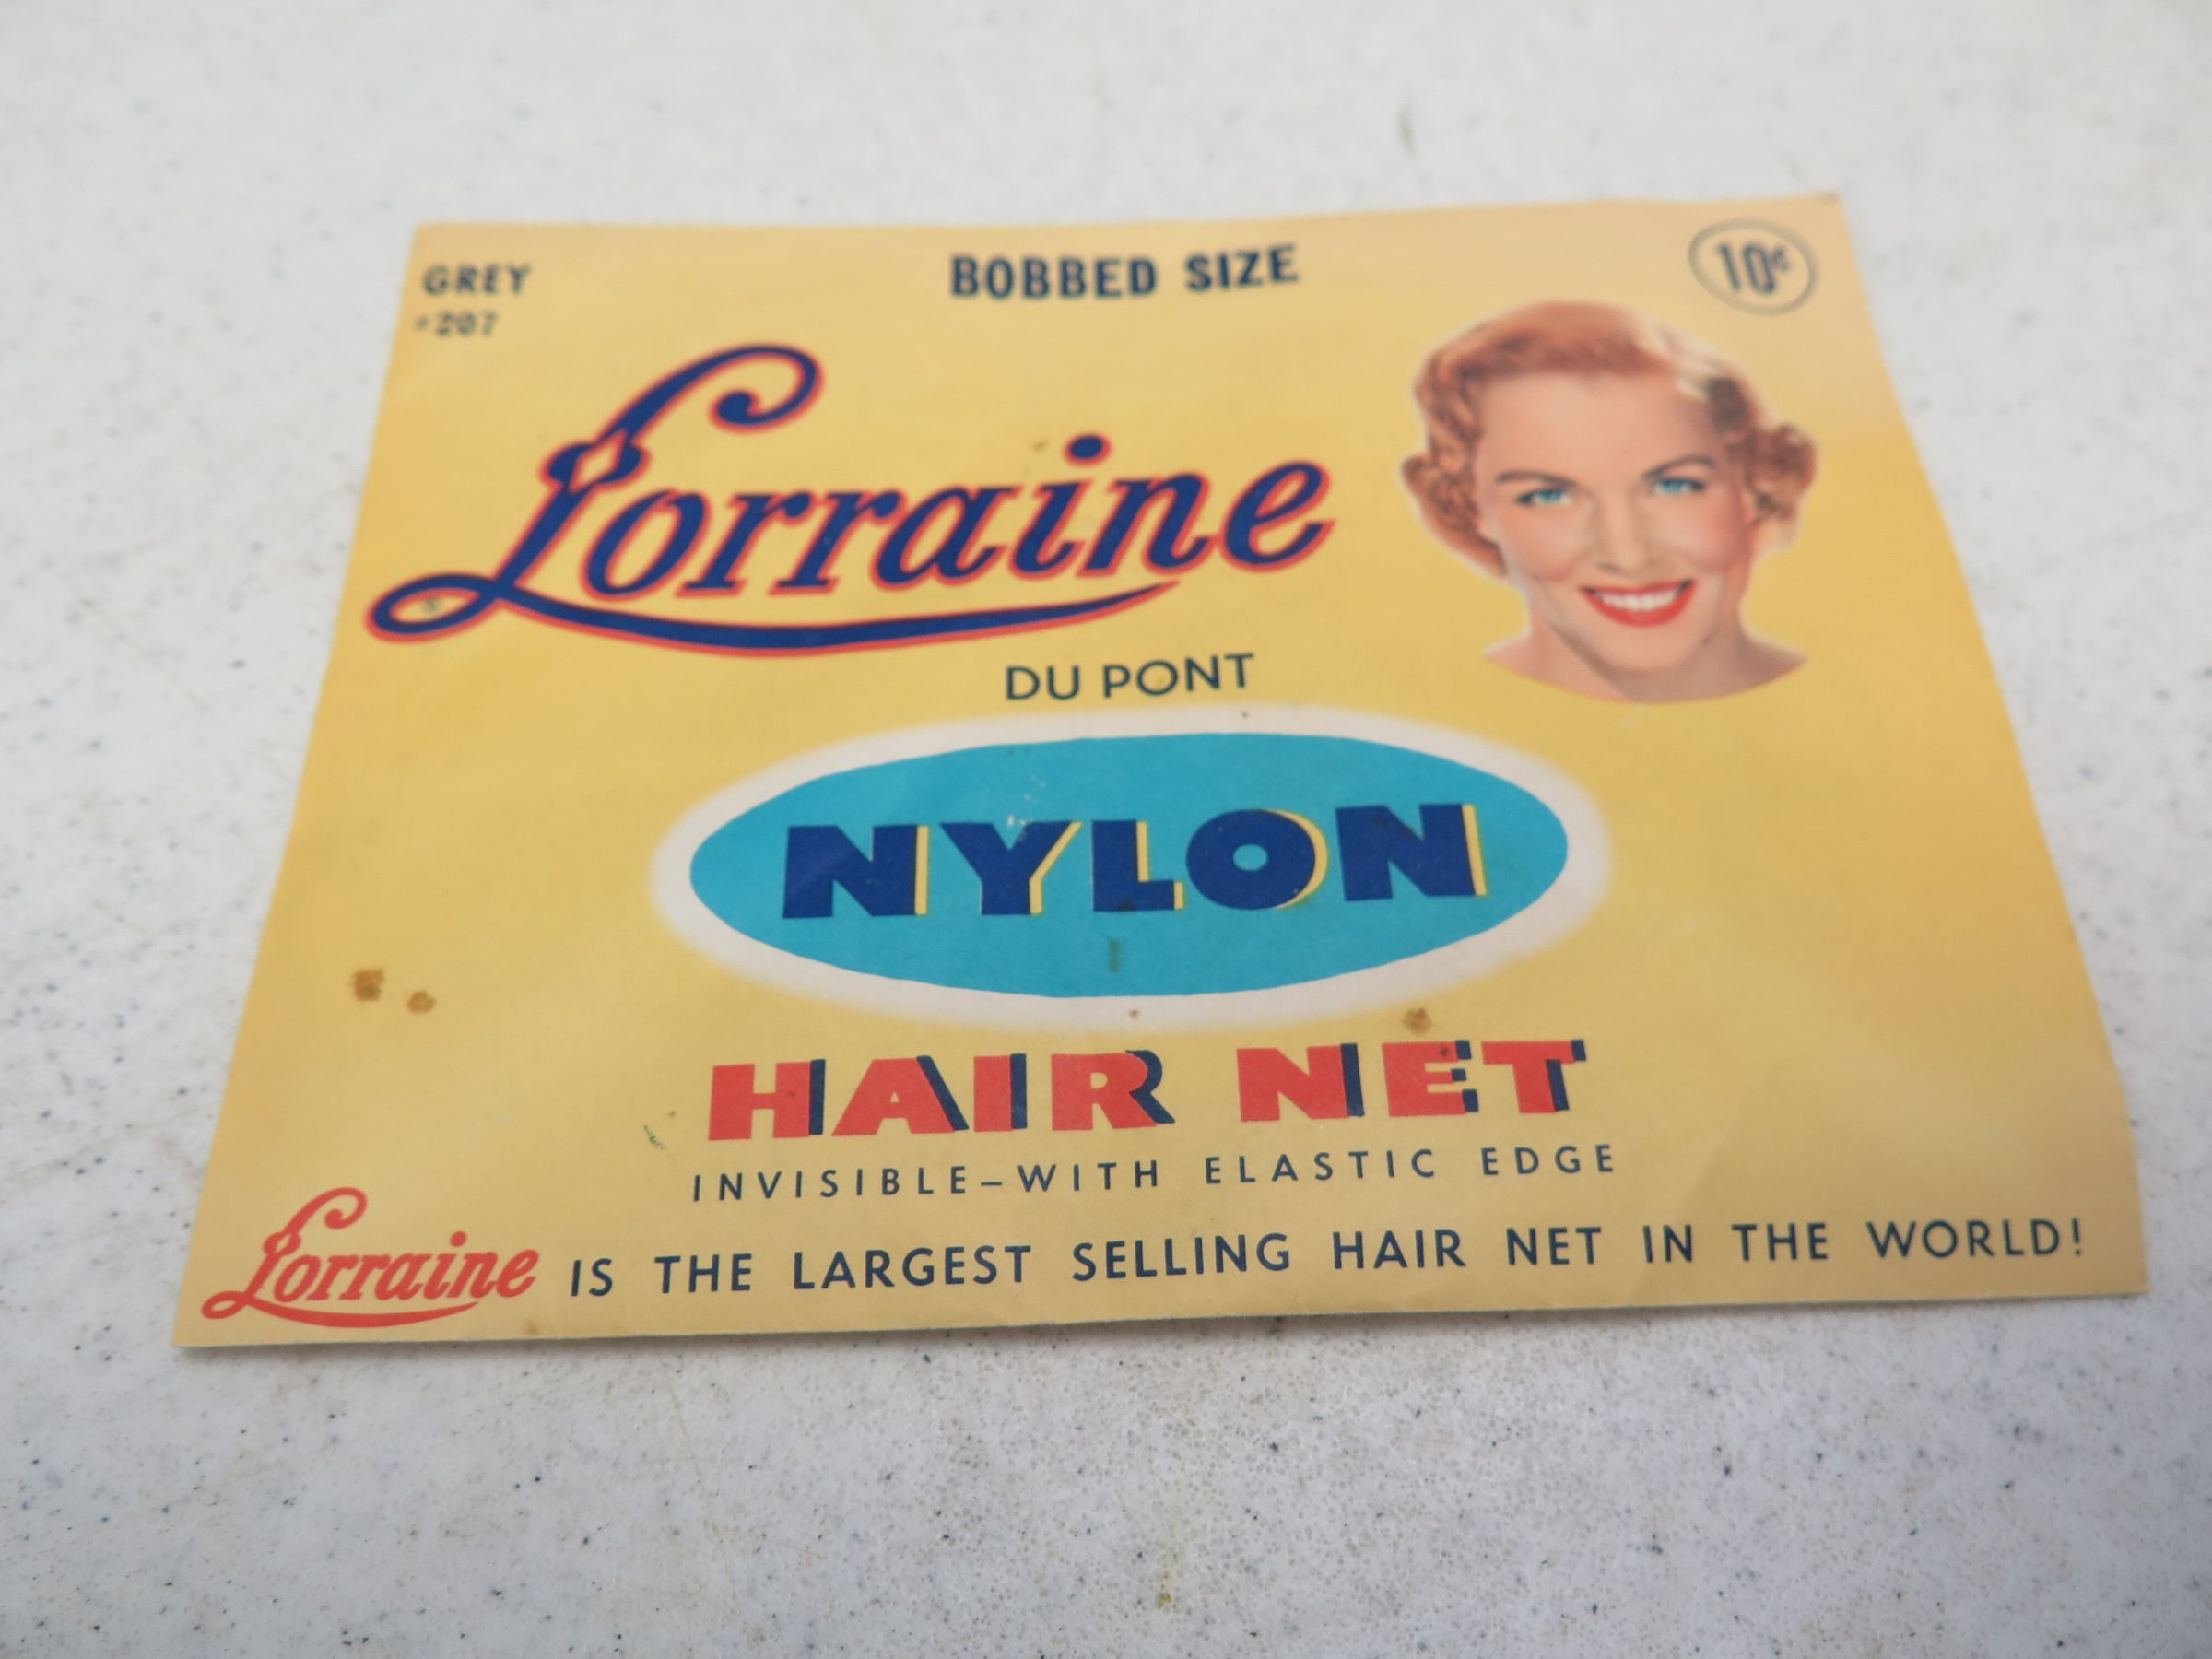 GREY
BOBBED SIZE
10¢
#207
Lorraine
DU PONT
NYLON
HAIR NET
INVISIBLE–WITH ELASTIC EDGE
Lorraine IS THE LARGEST SELLING HAIR NET IN THE WORLD!